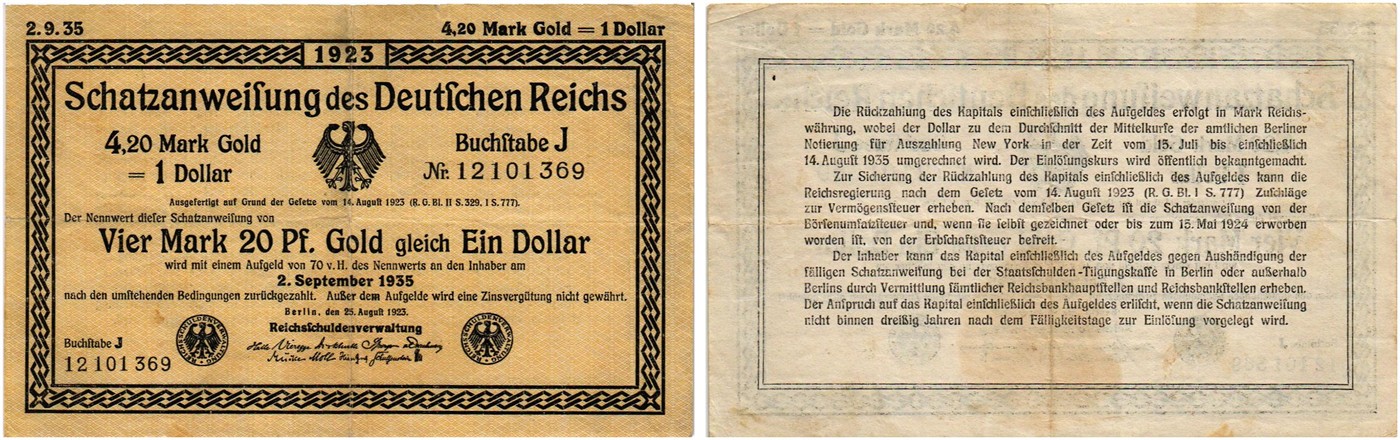 2.9.35
4,20 Mark Gold = 1 Dollar
1923
Schatzanweiſung des Deutſchen Reichs
4,20 Mark Gold
= 1 Dollar
Buchſtabe J
Nr. 12101369
Ausgefertigt auf Grund der Geſetze vom 14. Auguſt 1923 (R. G. Bl. II S. 329. I S. 777).
Der Nennwert dieſer Schatzanweiſung von
Vier Mark 20 Pf. Gold gleich Ein Dollar
wird mit einem Aufgeld von 70 v. H. des Nennwerts an den Inhaber am
2. September 1935
nach den umſtehenden Bedingungen zurückgezahlt. Außer dem Aufgelde wird eine Zinsvergütung nicht gewährt.
Berlin, den 25. Auguſt 1923.
Reichsſchuldenverwaltung
Buchſtabe J
12101369
REICHSSCHULDENVERWALTUNG
REICHSSCHULDENVERWALTUNG
Die Rückzahlung des Kapitals einſchließlich des Aufgeldes erfolgt in Mark Reichs-
währung, wobei der Dollar zu dem Durchſchnitt der Mittelkurſe der amtlichen Berliner
Notierung für Auszahlung New York in der Zeit vom 15. Juli bis einſchließlich
14. Auguſt 1935 umgerechnet wird. Der Einlöſungskurs wird öffentlich bekanntgemacht.
Zur Sicherung der Rückzahlung des Kapitals einſchließlich des Aufgeldes kann die
Reichsregierung nach dem Geſetz vom 14. Auguſt 1923 (R. G. Bl. I S. 777) Zuſchläge
zur Vermögensſteuer erheben. Nach demſelben Geſetz iſt die Schatzanweiſung von der
Börſenumſatzſteuer und, wenn ſie ſelbſt gezeichnet oder bis zum 15. Mai 1924 erworben
worden iſt, von der Erbſchaftsſteuer befreit.
Der Inhaber kann das Kapital einſchließlich des Aufgeldes gegen Aushändigung der
fälligen Schatzanweiſung bei der Staatsſchulden-Tilgungskaſſe in Berlin oder außerhalb
Berlins durch Vermittlung ſämtlicher Reichsbankhauptſtellen und Reichsbankſtellen erheben.
Der Anſpruch auf das Kapital einſchließlich des Aufgeldes erliſcht, wenn die Schatzanweiſung
nicht binnen dreißig Jahren nach dem Fälligkeitstage zur Einlöſung vorgelegt wird.